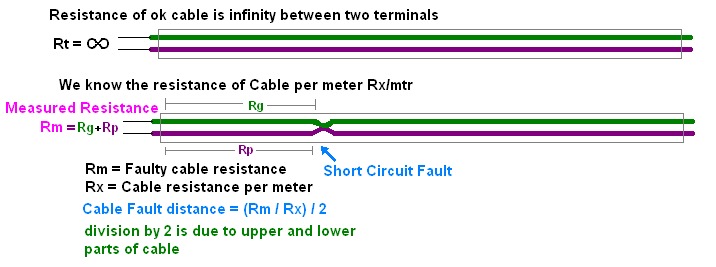 Resistance of ok cable is infinity between two terminals
Rt = ∞
We know the resistance of Cable per meter Rx/mtr
Measured Resistance
Rg
Rm =Rg+Rp
Rp
Short Circuit Fault
Rm = Faulty cable resistance
Rx = Cable resistance per meter
Cable Fault distance = (Rm / Rx) / 2
division by 2 is due to upper and lower
parts of cable